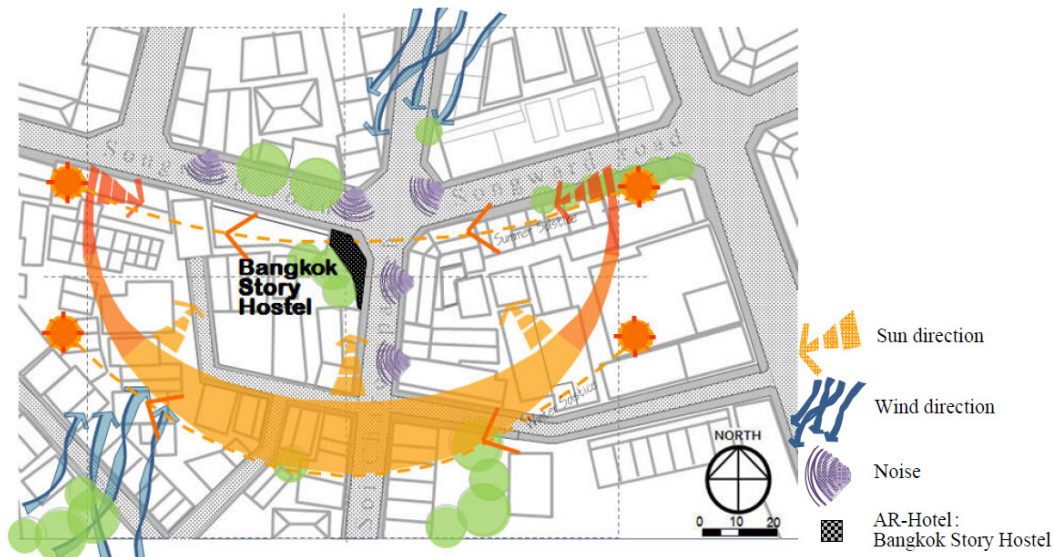 Songward road
Summer Solstice
Bangkok
Story
Hostel
Winter Solstice
NORTH
0 10 20
Sun direction
Wind direction
Noise
AR-Hotel :
Bangkok Story Hostel